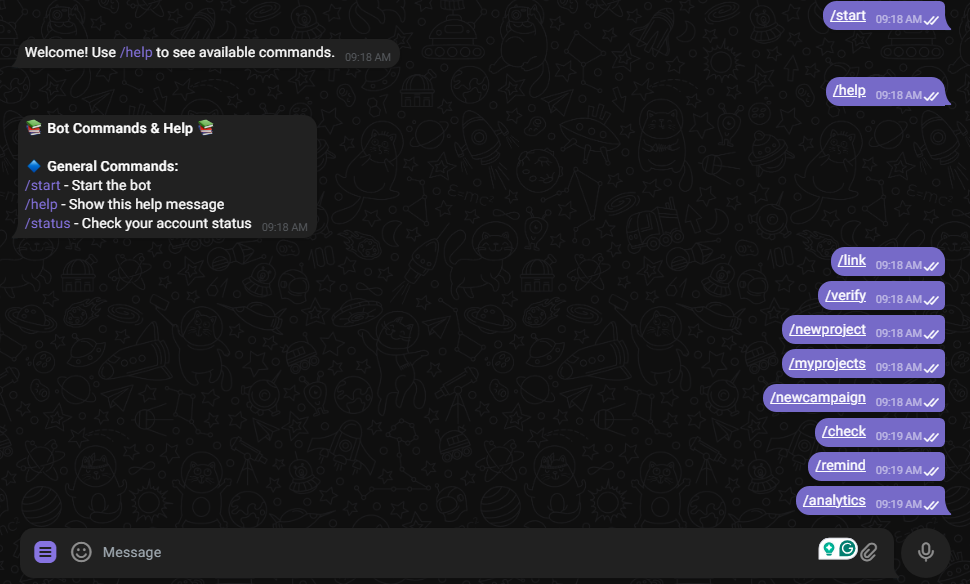 /start 09:18 AM
Welcome! Use /help to see available commands. 09:18 AM
/help 09:18 AM
Bot Commands & Help
General Commands:
/start - Start the bot
/help - Show this help message
/status - Check your account status 09:18 AM
/link 09:18 AM
/verify 09:18 AM
/newproject 09:18 AM
/myprojects 09:18 AM
/newcampaign 09:18 AM
/check 09:19 AM
/remind 09:19 AM
/analytics 09:19 AM
Message